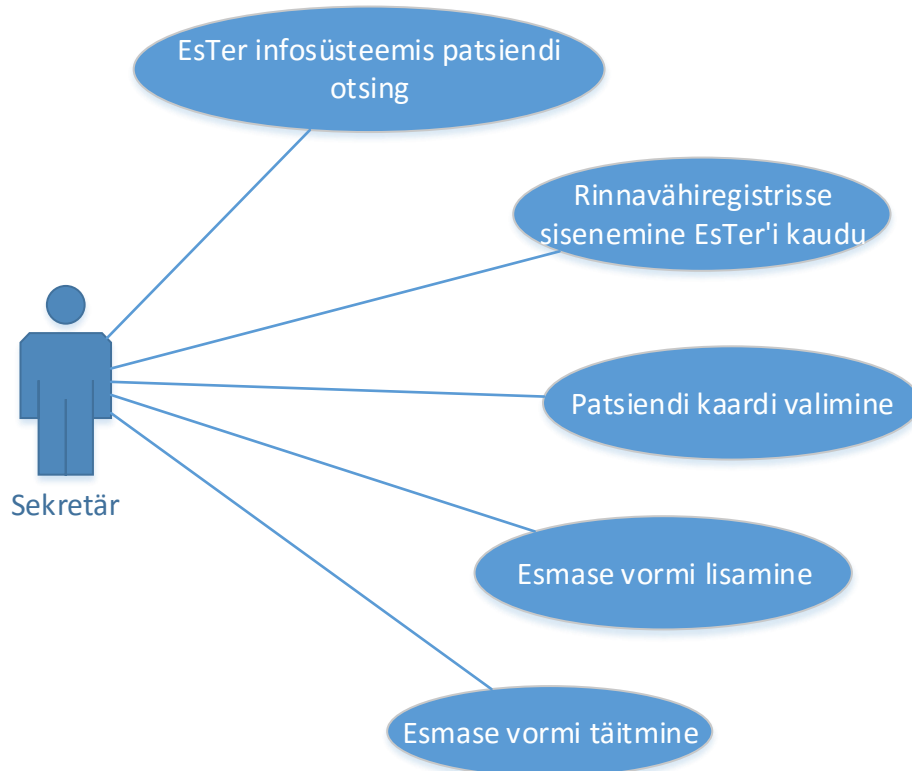 EsTer infosüsteemis patsiendi
otsing
Rinnavähiregistrisse
sisenemine EsTer'i kaudu
Patsiendi kaardi valimine
Sekretär
Esmase vormi lisamine
Esmase vormi täitmine